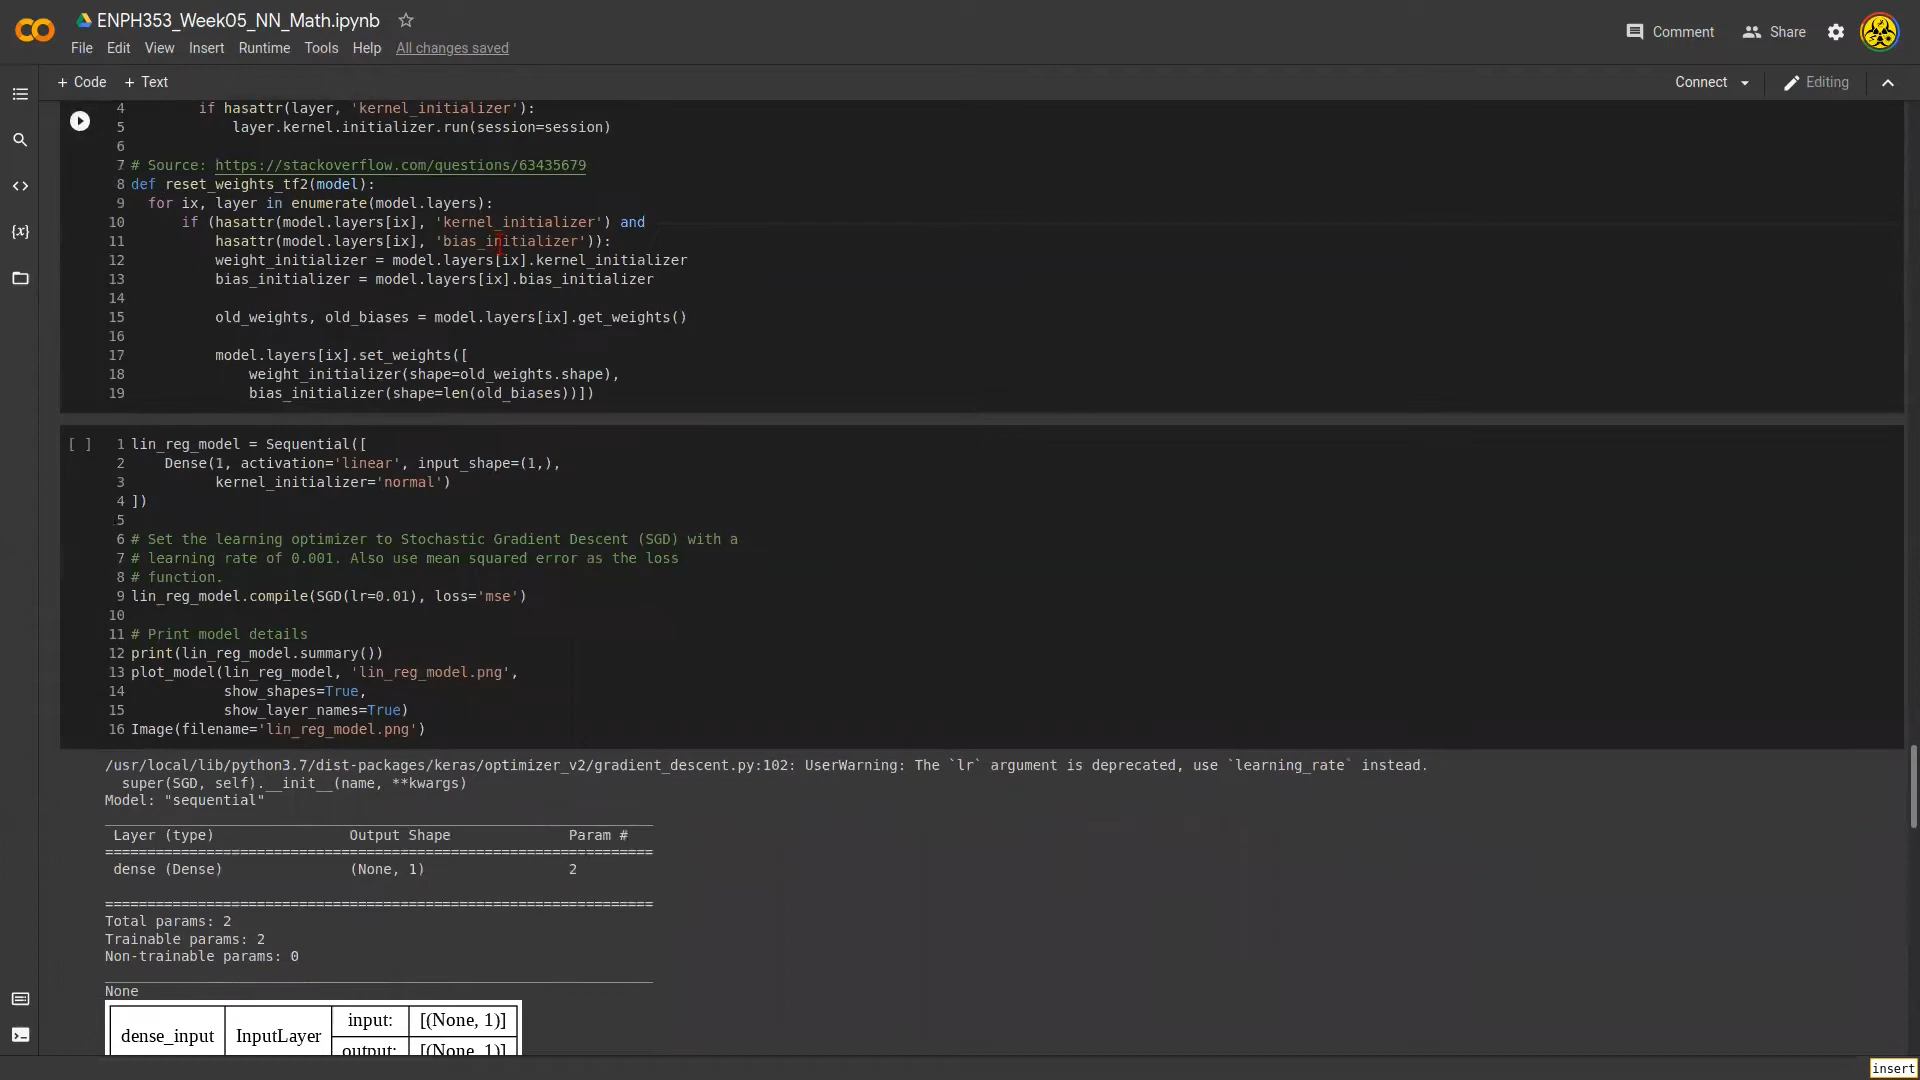 ENPH353_Week05_NN_Math.ipynb
File Edit View Insert Runtime Tools Help All changes saved
Comment Share
+ Code + Text
Connect Editing
4 if hasattr(layer, 'kernel_initializer'):
5 layer.kernel.initializer.run(session=session)
6
7 # Source: https://stackoverflow.com/questions/63435679
8 def reset_weights_tf2(model):
9 for ix, layer in enumerate(model.layers):
10 if (hasattr(model.layers[ix], 'kernel_initializer') and
11 hasattr(model.layers[ix], 'bias_initializer')):
12 weight_initializer = model.layers[ix].kernel_initializer
13 bias_initializer = model.layers[ix].bias_initializer
14
15 old_weights, old_biases = model.layers[ix].get_weights()
16
17 model.layers[ix].set_weights([
18 weight_initializer(shape=old_weights.shape),
19 bias_initializer(shape=len(old_biases))])
[ ] 1 lin_reg_model = Sequential([
2 Dense(1, activation='linear', input_shape=(1,),
3 kernel_initializer='normal')
4 ])
5
6 # Set the learning optimizer to Stochastic Gradient Descent (SGD) with a
7 # learning rate of 0.001. Also use mean squared error as the loss
8 # function.
9 lin_reg_model.compile(SGD(lr=0.01), loss='mse')
10
11 # Print model details
12 print(lin_reg_model.summary())
13 plot_model(lin_reg_model, 'lin_reg_model.png',
14 show_shapes=True,
15 show_layer_names=True)
16 Image(filename='lin_reg_model.png')
/usr/local/lib/python3.7/dist-packages/keras/optimizer_v2/gradient_descent.py:102: UserWarning: The `lr` argument is deprecated, use `learning_rate` instead.
super(SGD, self).__init__(name, **kwargs)
Model: "sequential"
_________________________________________________________________
Layer (type) Output Shape Param #
=================================================================
dense (Dense) (None, 1) 2
=================================================================
Total params: 2
Trainable params: 2
Non-trainable params: 0
_________________________________________________________________
None
dense_input InputLayer input: [(None, 1)]
output: [(None, 1)]
insert